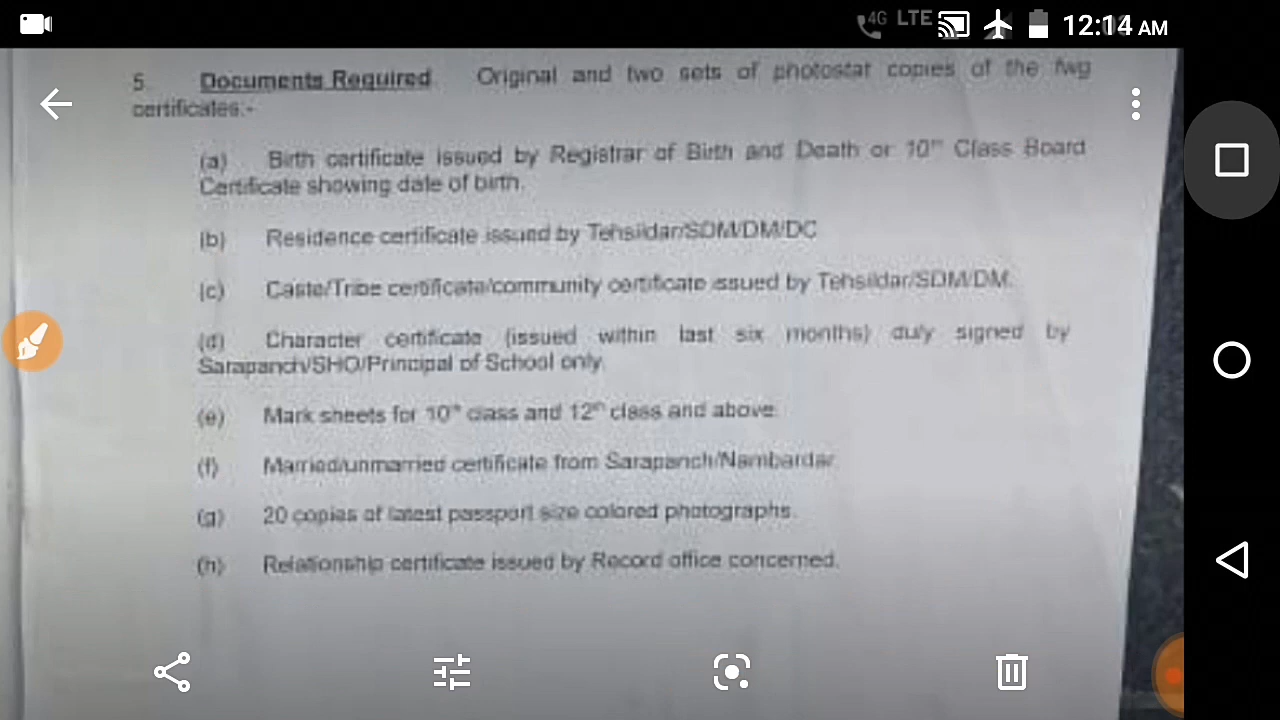 4G LTE 12:14 AM
5 Documents Required. Original and two sets of photostat copies of the fwg
certificates.-
(a) Birth certificate issued by Registrar of Birth and Death or 10th Class Board
Certificate showing date of birth.
(b) Residence certificate issued by Tehsildar/SDM/DM/DC
(c) Caste/Tribe certificate/community certificate issued by Tehsildar/SDM/DM.
(d) Character certificate (issued within last six months) duly signed by
Sarapanch/SHO/Principal of School only.
(e) Mark sheets for 10th class and 12th class and above.
(f) Married/unmarried certificate from Sarapanch/Nambardar
(g) 20 copies of latest passport size colored photographs.
(h) Relationship certificate issued by Record office concerned.